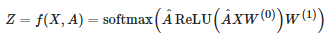 Z = f(X, A) = softmax(Â ReLU(ÂXW⁽⁰⁾)W⁽¹⁾)